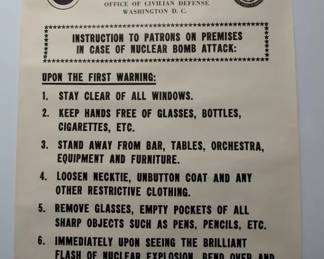 OFFICE OF CIVILIAN DEFENSE
WASHINGTON D. C.
INSTRUCTION TO PATRONS ON PREMISES
IN CASE OF NUCLEAR BOMB ATTACK:
UPON THE FIRST WARNING:
1. STAY CLEAR OF ALL WINDOWS.
2. KEEP HANDS FREE OF GLASSES, BOTTLES,
CIGARETTES, ETC.
3. STAND AWAY FROM BAR, TABLES, ORCHESTRA,
EQUIPMENT AND FURNITURE.
4. LOOSEN NECKTIE, UNBUTTON COAT AND ANY
OTHER RESTRICTIVE CLOTHING.
5. REMOVE GLASSES, EMPTY POCKETS OF ALL
SHARP OBJECTS SUCH AS PENS, PENCILS, ETC.
6. IMMEDIATELY UPON SEEING THE BRILLIANT
FLASH OF NUCLEAR EXPLOSION, BEND OVER AND